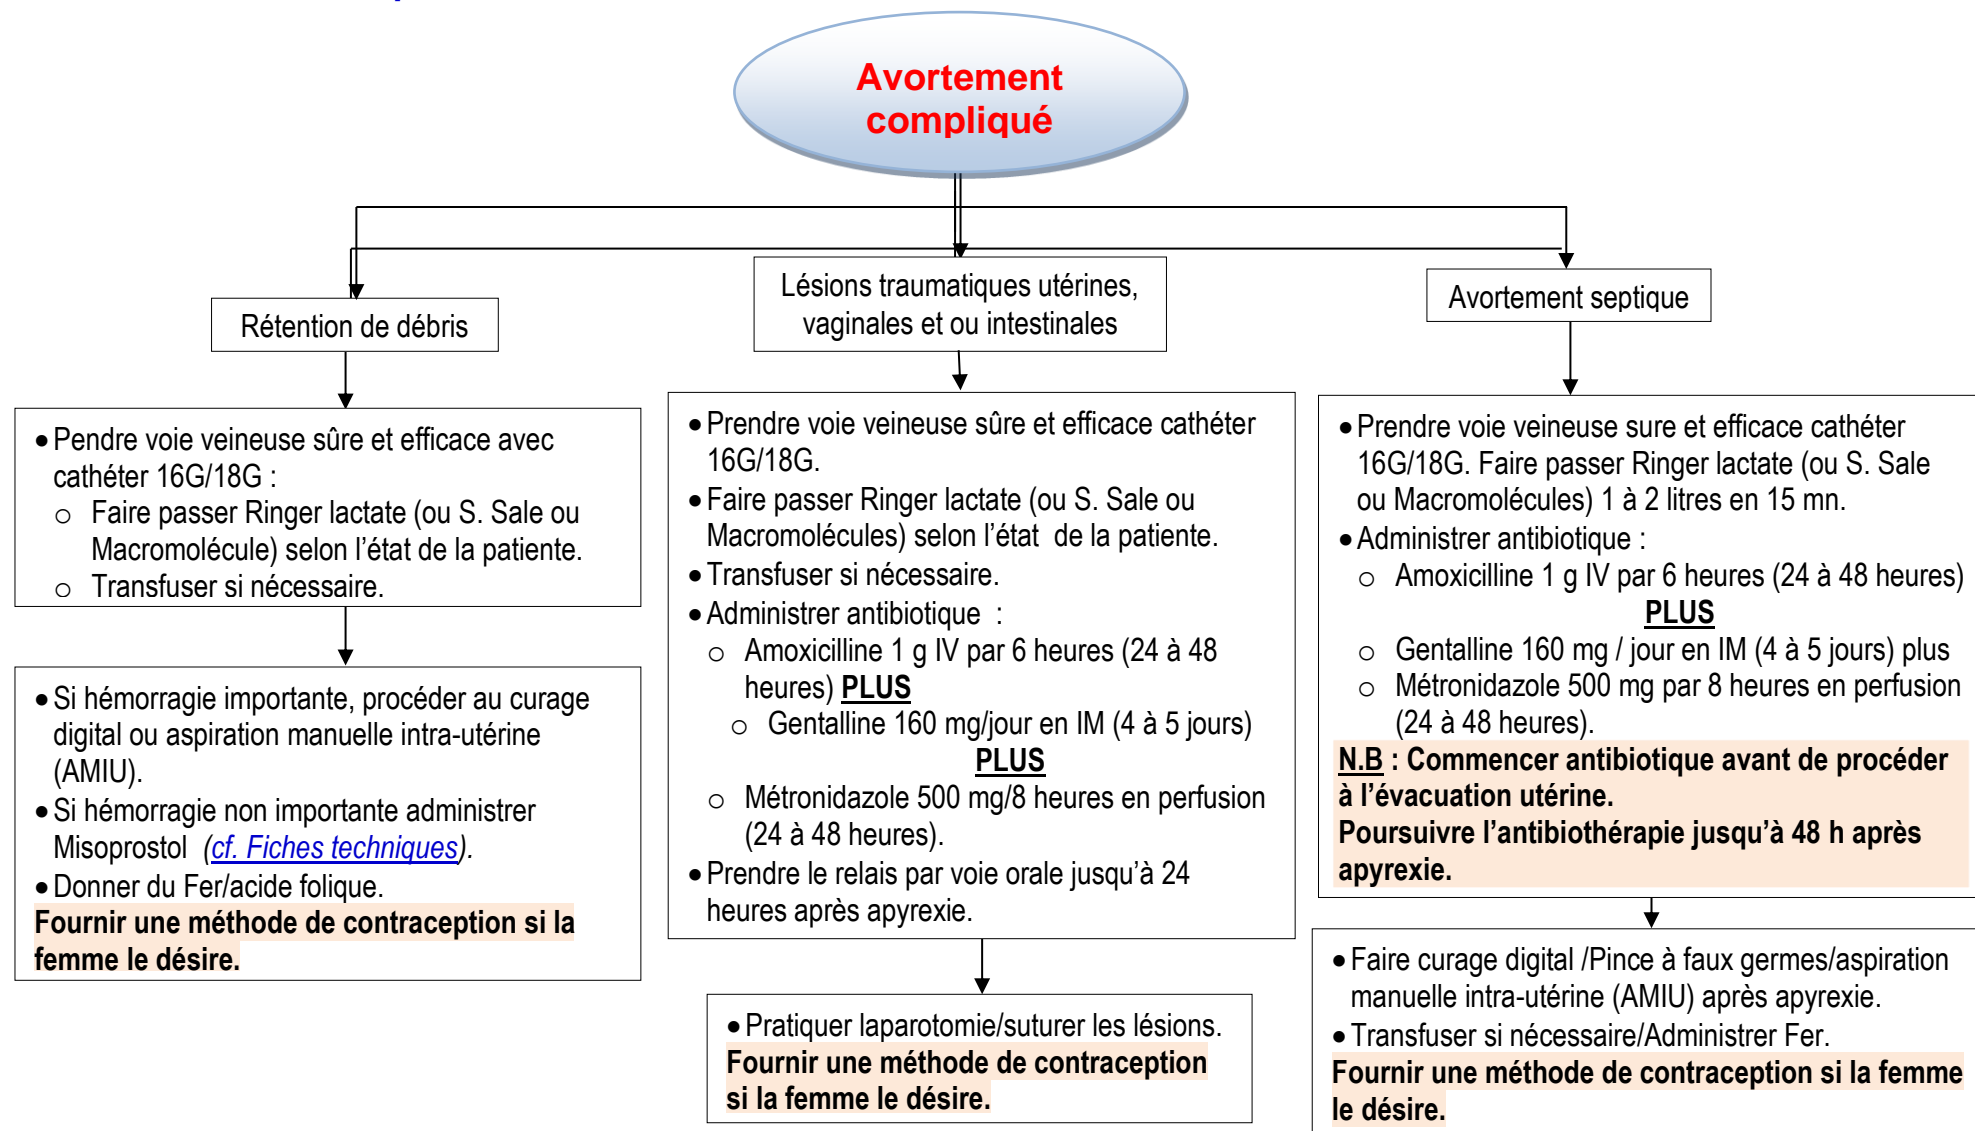 Avortement
compliqué
Rétention de débris
Lésions traumatiques utérines,
vaginales et ou intestinales
Avortement septique
• Pendre voie veineuse sûre et efficace avec
cathéter 16G/18G :
o Faire passer Ringer lactate (ou S. Sale ou
Macromolécule) selon l’état de la patiente.
o Transfuser si nécessaire.
• Si hémorragie importante, procéder au curage
digital ou aspiration manuelle intra-utérine
(AMIU).
• Si hémorragie non importante administrer
Misoprostol (cf. Fiches techniques).
• Donner du Fer/acide folique.
Fournir une méthode de contraception si la
femme le désire.
• Prendre voie veineuse sûre et efficace cathéter
16G/18G.
• Faire passer Ringer lactate (ou S. Sale ou
Macromolécules) selon l’état de la patiente.
• Transfuser si nécessaire.
• Administrer antibiotique :
o Amoxicilline 1 g IV par 6 heures (24 à 48
heures) PLUS
o Gentalline 160 mg/jour en IM (4 à 5 jours)
PLUS
o Métronidazole 500 mg/8 heures en perfusion
(24 à 48 heures).
• Prendre le relais par voie orale jusqu’à 24
heures après apyrexie.
• Pratiquer laparotomie/suturer les lésions.
Fournir une méthode de contraception
si la femme le désire.
• Prendre voie veineuse sure et efficace cathéter
16G/18G. Faire passer Ringer lactate (ou S. Sale
ou Macromolécules) 1 à 2 litres en 15 mn.
• Administrer antibiotique :
o Amoxicilline 1 g IV par 6 heures (24 à 48 heures)
PLUS
o Gentalline 160 mg / jour en IM (4 à 5 jours) plus
o Métronidazole 500 mg par 8 heures en perfusion
(24 à 48 heures).
N.B : Commencer antibiotique avant de procéder
à l’évacuation utérine.
Poursuivre l’antibiothérapie jusqu’à 48 h après
apyrexie.
• Faire curage digital /Pince à faux germes/aspiration
manuelle intra-utérine (AMIU) après apyrexie.
• Transfuser si nécessaire/Administrer Fer.
Fournir une méthode de contraception si la femme
le désire.